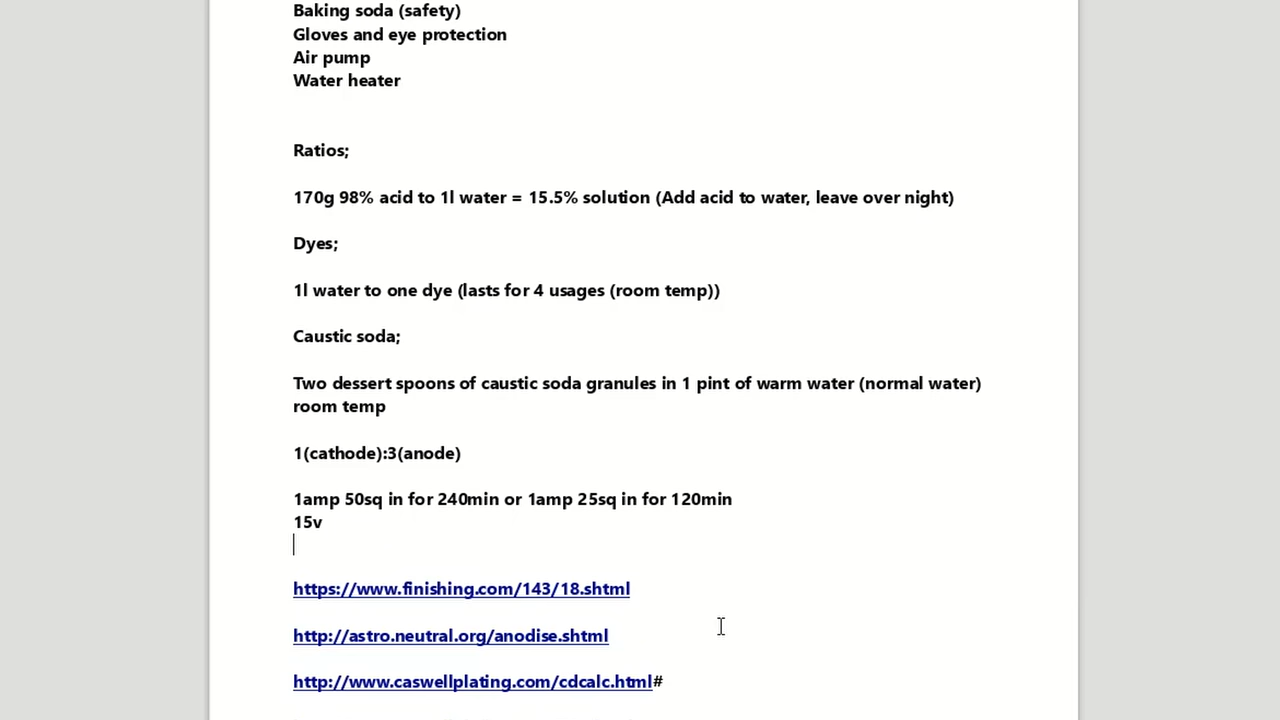 Baking soda (safety)
Gloves and eye protection
Air pump
Water heater
Ratios;
170g 98% acid to 1l water = 15.5% solution (Add acid to water, leave over night)
Dyes;
1l water to one dye (lasts for 4 usages (room temp))
Caustic soda;
Two dessert spoons of caustic soda granules in 1 pint of warm water (normal water)
room temp
1(cathode):3(anode)
1amp 50sq in for 240min or 1amp 25sq in for 120min
15v
https://www.finishing.com/143/18.shtml
http://astro.neutral.org/anodise.shtml
http://www.caswellplating.com/cdcalc.html#